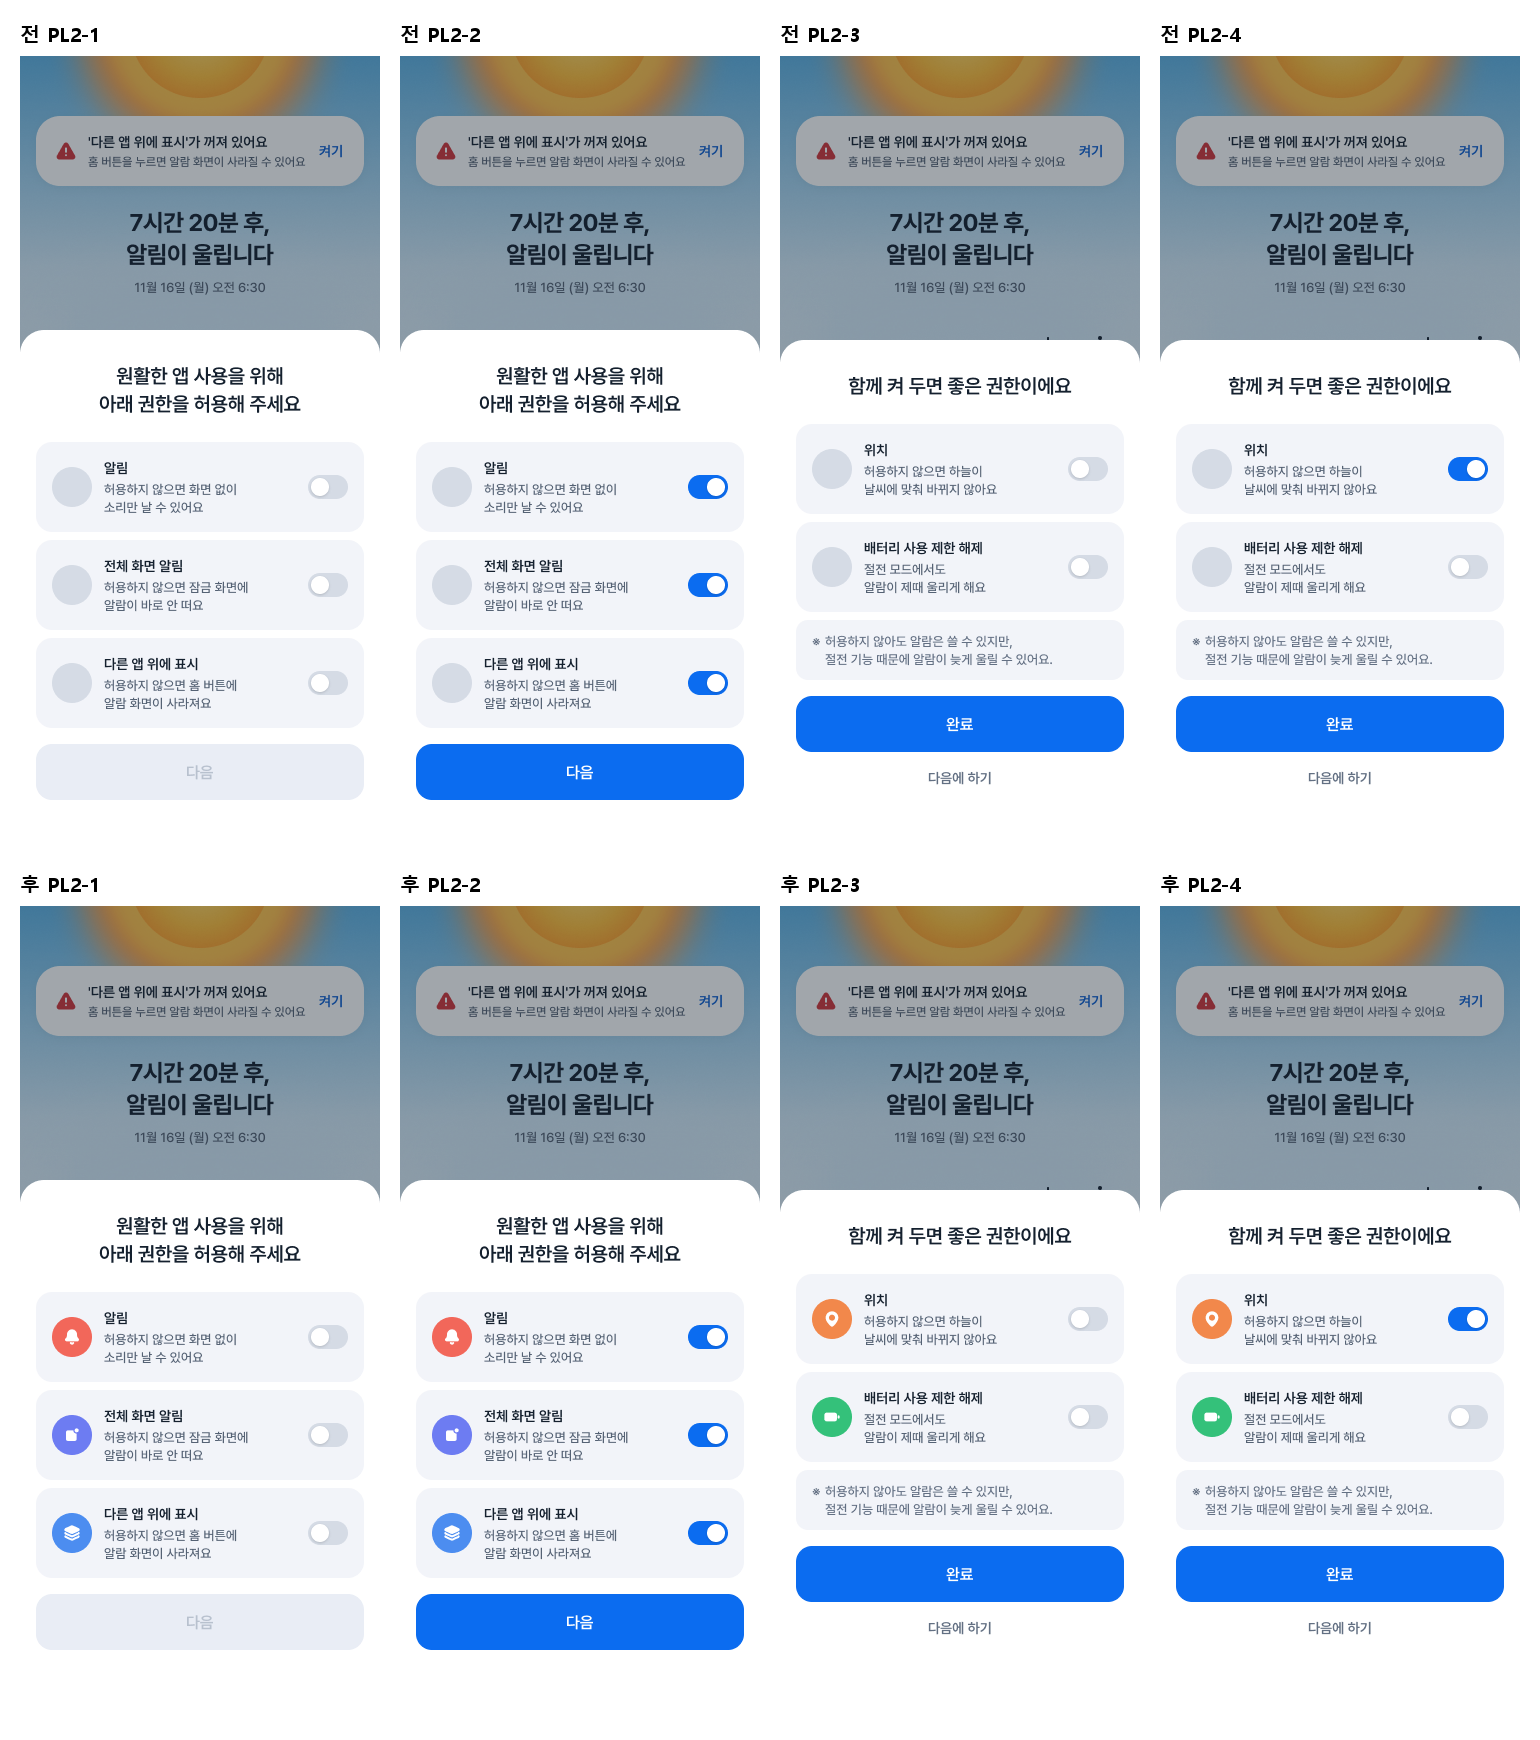 전 PL2-1
'다른 앱 위에 표시'가 꺼져 있어요
홈 버튼을 누르면 알람 화면이 사라질 수 있어요
켜기
7시간 20분 후,
알림이 울립니다
11월 16일 (월) 오전 6:30
원활한 앱 사용을 위해
아래 권한을 허용해 주세요
알림
허용하지 않으면 화면 없이
소리만 날 수 있어요
전체 화면 알림
허용하지 않으면 잠금 화면에
알람이 바로 안 떠요
다른 앱 위에 표시
허용하지 않으면 홈 버튼에
알람 화면이 사라져요
다음
전 PL2-2
'다른 앱 위에 표시'가 꺼져 있어요
홈 버튼을 누르면 알람 화면이 사라질 수 있어요
켜기
7시간 20분 후,
알림이 울립니다
11월 16일 (월) 오전 6:30
원활한 앱 사용을 위해
아래 권한을 허용해 주세요
알림
허용하지 않으면 화면 없이
소리만 날 수 있어요
전체 화면 알림
허용하지 않으면 잠금 화면에
알람이 바로 안 떠요
다른 앱 위에 표시
허용하지 않으면 홈 버튼에
알람 화면이 사라져요
다음
전 PL2-3
'다른 앱 위에 표시'가 꺼져 있어요
홈 버튼을 누르면 알람 화면이 사라질 수 있어요
켜기
7시간 20분 후,
알림이 울립니다
11월 16일 (월) 오전 6:30
함께 켜 두면 좋은 권한이에요
위치
허용하지 않으면 하늘이
날씨에 맞춰 바뀌지 않아요
배터리 사용 제한 해제
절전 모드에서도
알람이 제때 울리게 해요
※ 허용하지 않아도 알람은 쓸 수 있지만,
절전 기능 때문에 알람이 늦게 울릴 수 있어요.
완료
다음에 하기
전 PL2-4
'다른 앱 위에 표시'가 꺼져 있어요
홈 버튼을 누르면 알람 화면이 사라질 수 있어요
켜기
7시간 20분 후,
알림이 울립니다
11월 16일 (월) 오전 6:30
함께 켜 두면 좋은 권한이에요
위치
허용하지 않으면 하늘이
날씨에 맞춰 바뀌지 않아요
배터리 사용 제한 해제
절전 모드에서도
알람이 제때 울리게 해요
※ 허용하지 않아도 알람은 쓸 수 있지만,
절전 기능 때문에 알람이 늦게 울릴 수 있어요.
완료
다음에 하기
후 PL2-1
'다른 앱 위에 표시'가 꺼져 있어요
홈 버튼을 누르면 알람 화면이 사라질 수 있어요
켜기
7시간 20분 후,
알림이 울립니다
11월 16일 (월) 오전 6:30
원활한 앱 사용을 위해
아래 권한을 허용해 주세요
알림
허용하지 않으면 화면 없이
소리만 날 수 있어요
전체 화면 알림
허용하지 않으면 잠금 화면에
알람이 바로 안 떠요
다른 앱 위에 표시
허용하지 않으면 홈 버튼에
알람 화면이 사라져요
다음
후 PL2-2
'다른 앱 위에 표시'가 꺼져 있어요
홈 버튼을 누르면 알람 화면이 사라질 수 있어요
켜기
7시간 20분 후,
알림이 울립니다
11월 16일 (월) 오전 6:30
원활한 앱 사용을 위해
아래 권한을 허용해 주세요
알림
허용하지 않으면 화면 없이
소리만 날 수 있어요
전체 화면 알림
허용하지 않으면 잠금 화면에
알람이 바로 안 떠요
다른 앱 위에 표시
허용하지 않으면 홈 버튼에
알람 화면이 사라져요
다음
후 PL2-3
'다른 앱 위에 표시'가 꺼져 있어요
홈 버튼을 누르면 알람 화면이 사라질 수 있어요
켜기
7시간 20분 후,
알림이 울립니다
11월 16일 (월) 오전 6:30
함께 켜 두면 좋은 권한이에요
위치
허용하지 않으면 하늘이
날씨에 맞춰 바뀌지 않아요
배터리 사용 제한 해제
절전 모드에서도
알람이 제때 울리게 해요
※ 허용하지 않아도 알람은 쓸 수 있지만,
절전 기능 때문에 알람이 늦게 울릴 수 있어요.
완료
다음에 하기
후 PL2-4
'다른 앱 위에 표시'가 꺼져 있어요
홈 버튼을 누르면 알람 화면이 사라질 수 있어요
켜기
7시간 20분 후,
알림이 울립니다
11월 16일 (월) 오전 6:30
함께 켜 두면 좋은 권한이에요
위치
허용하지 않으면 하늘이
날씨에 맞춰 바뀌지 않아요
배터리 사용 제한 해제
절전 모드에서도
알람이 제때 울리게 해요
※ 허용하지 않아도 알람은 쓸 수 있지만,
절전 기능 때문에 알람이 늦게 울릴 수 있어요.
완료
다음에 하기